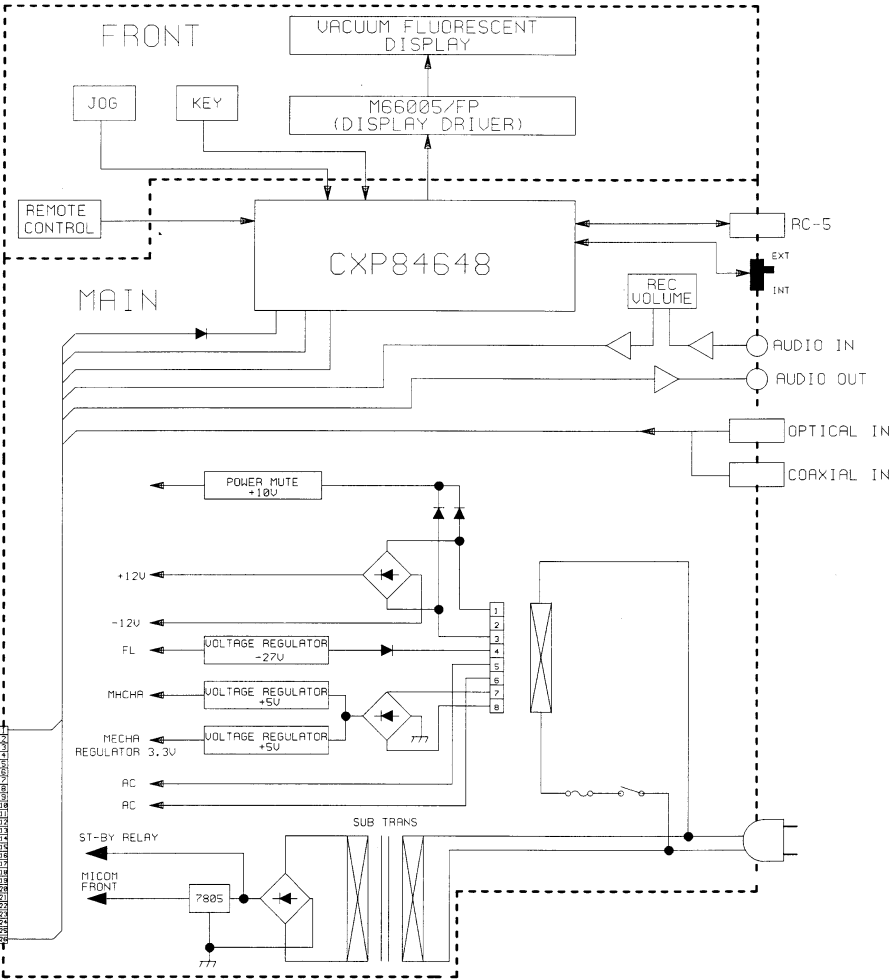 FRONT
VACUUM FLUORESCENT
DISPLAY
JOG
KEY
M66005/FP
(DISPLAY DRIVER)
REMOTE
CONTROL
CXP84648
RC-5
EXT
INT
MAIN
REC
VOLUME
AUDIO IN
AUDIO OUT
OPTICAL IN
COAXIAL IN
POWER MUTE
+10V
+12V
-12V
FL
VOLTAGE REGULATOR
-27V
MHCHA
VOLTAGE REGULATOR
+5V
MECHA
REGULATOR 3.3V
VOLTAGE REGULATOR
+5V
1
2
3
4
5
6
7
8
AC
AC
SUB TRANS
ST-BY RELAY
MICOM
FRONT
7805